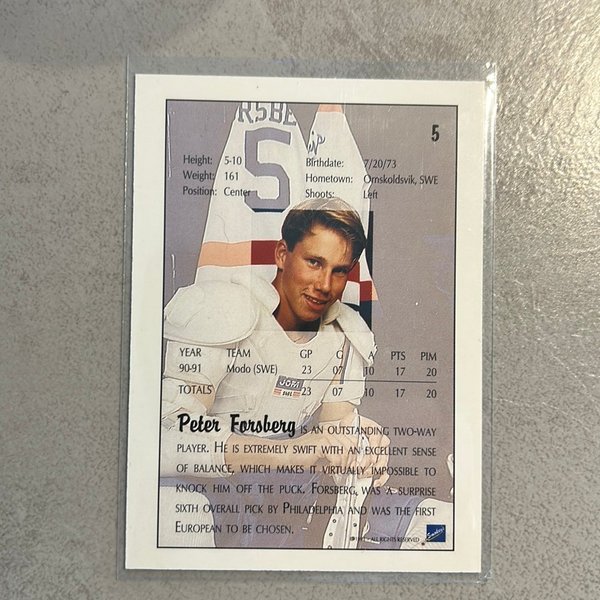 RSBE
5
5
Height: 5-10 Birthdate: 7/20/73
Weight: 161 Hometown: Ornskoldsvik, SWE
Position: Center Shoots: Left
YEAR TEAM GP G A PTS PIM
90-91 Modo (SWE) 23 07 10 17 20
TOTALS 23 07 10 17 20
JOFA
Peter Forsberg IS AN OUTSTANDING TWO-WAY
PLAYER. HE IS EXTREMELY SWIFT WITH AN EXCELLENT SENSE
OF BALANCE, WHICH MAKES IT VIRTUALLY IMPOSSIBLE TO
KNOCK HIM OFF THE PUCK. FORSBERG, WAS A SURPRISE
SIXTH OVERALL PICK BY PHILADELPHIA AND WAS THE FIRST
EUROPEAN TO BE CHOSEN.
ALL RIGHTS RESERVED